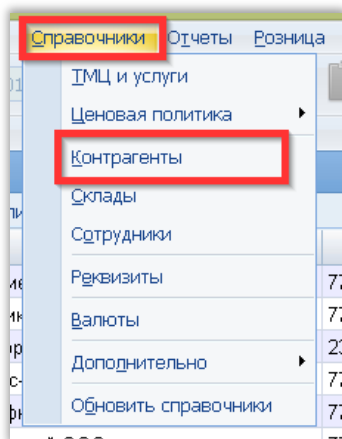 Справочники Отчеты Розница
ТМЦ и услуги
Ценовая политика
Контрагенты
Склады
Сотрудники
Реквизиты
Валюты
Дополнительно
Обновить справочники